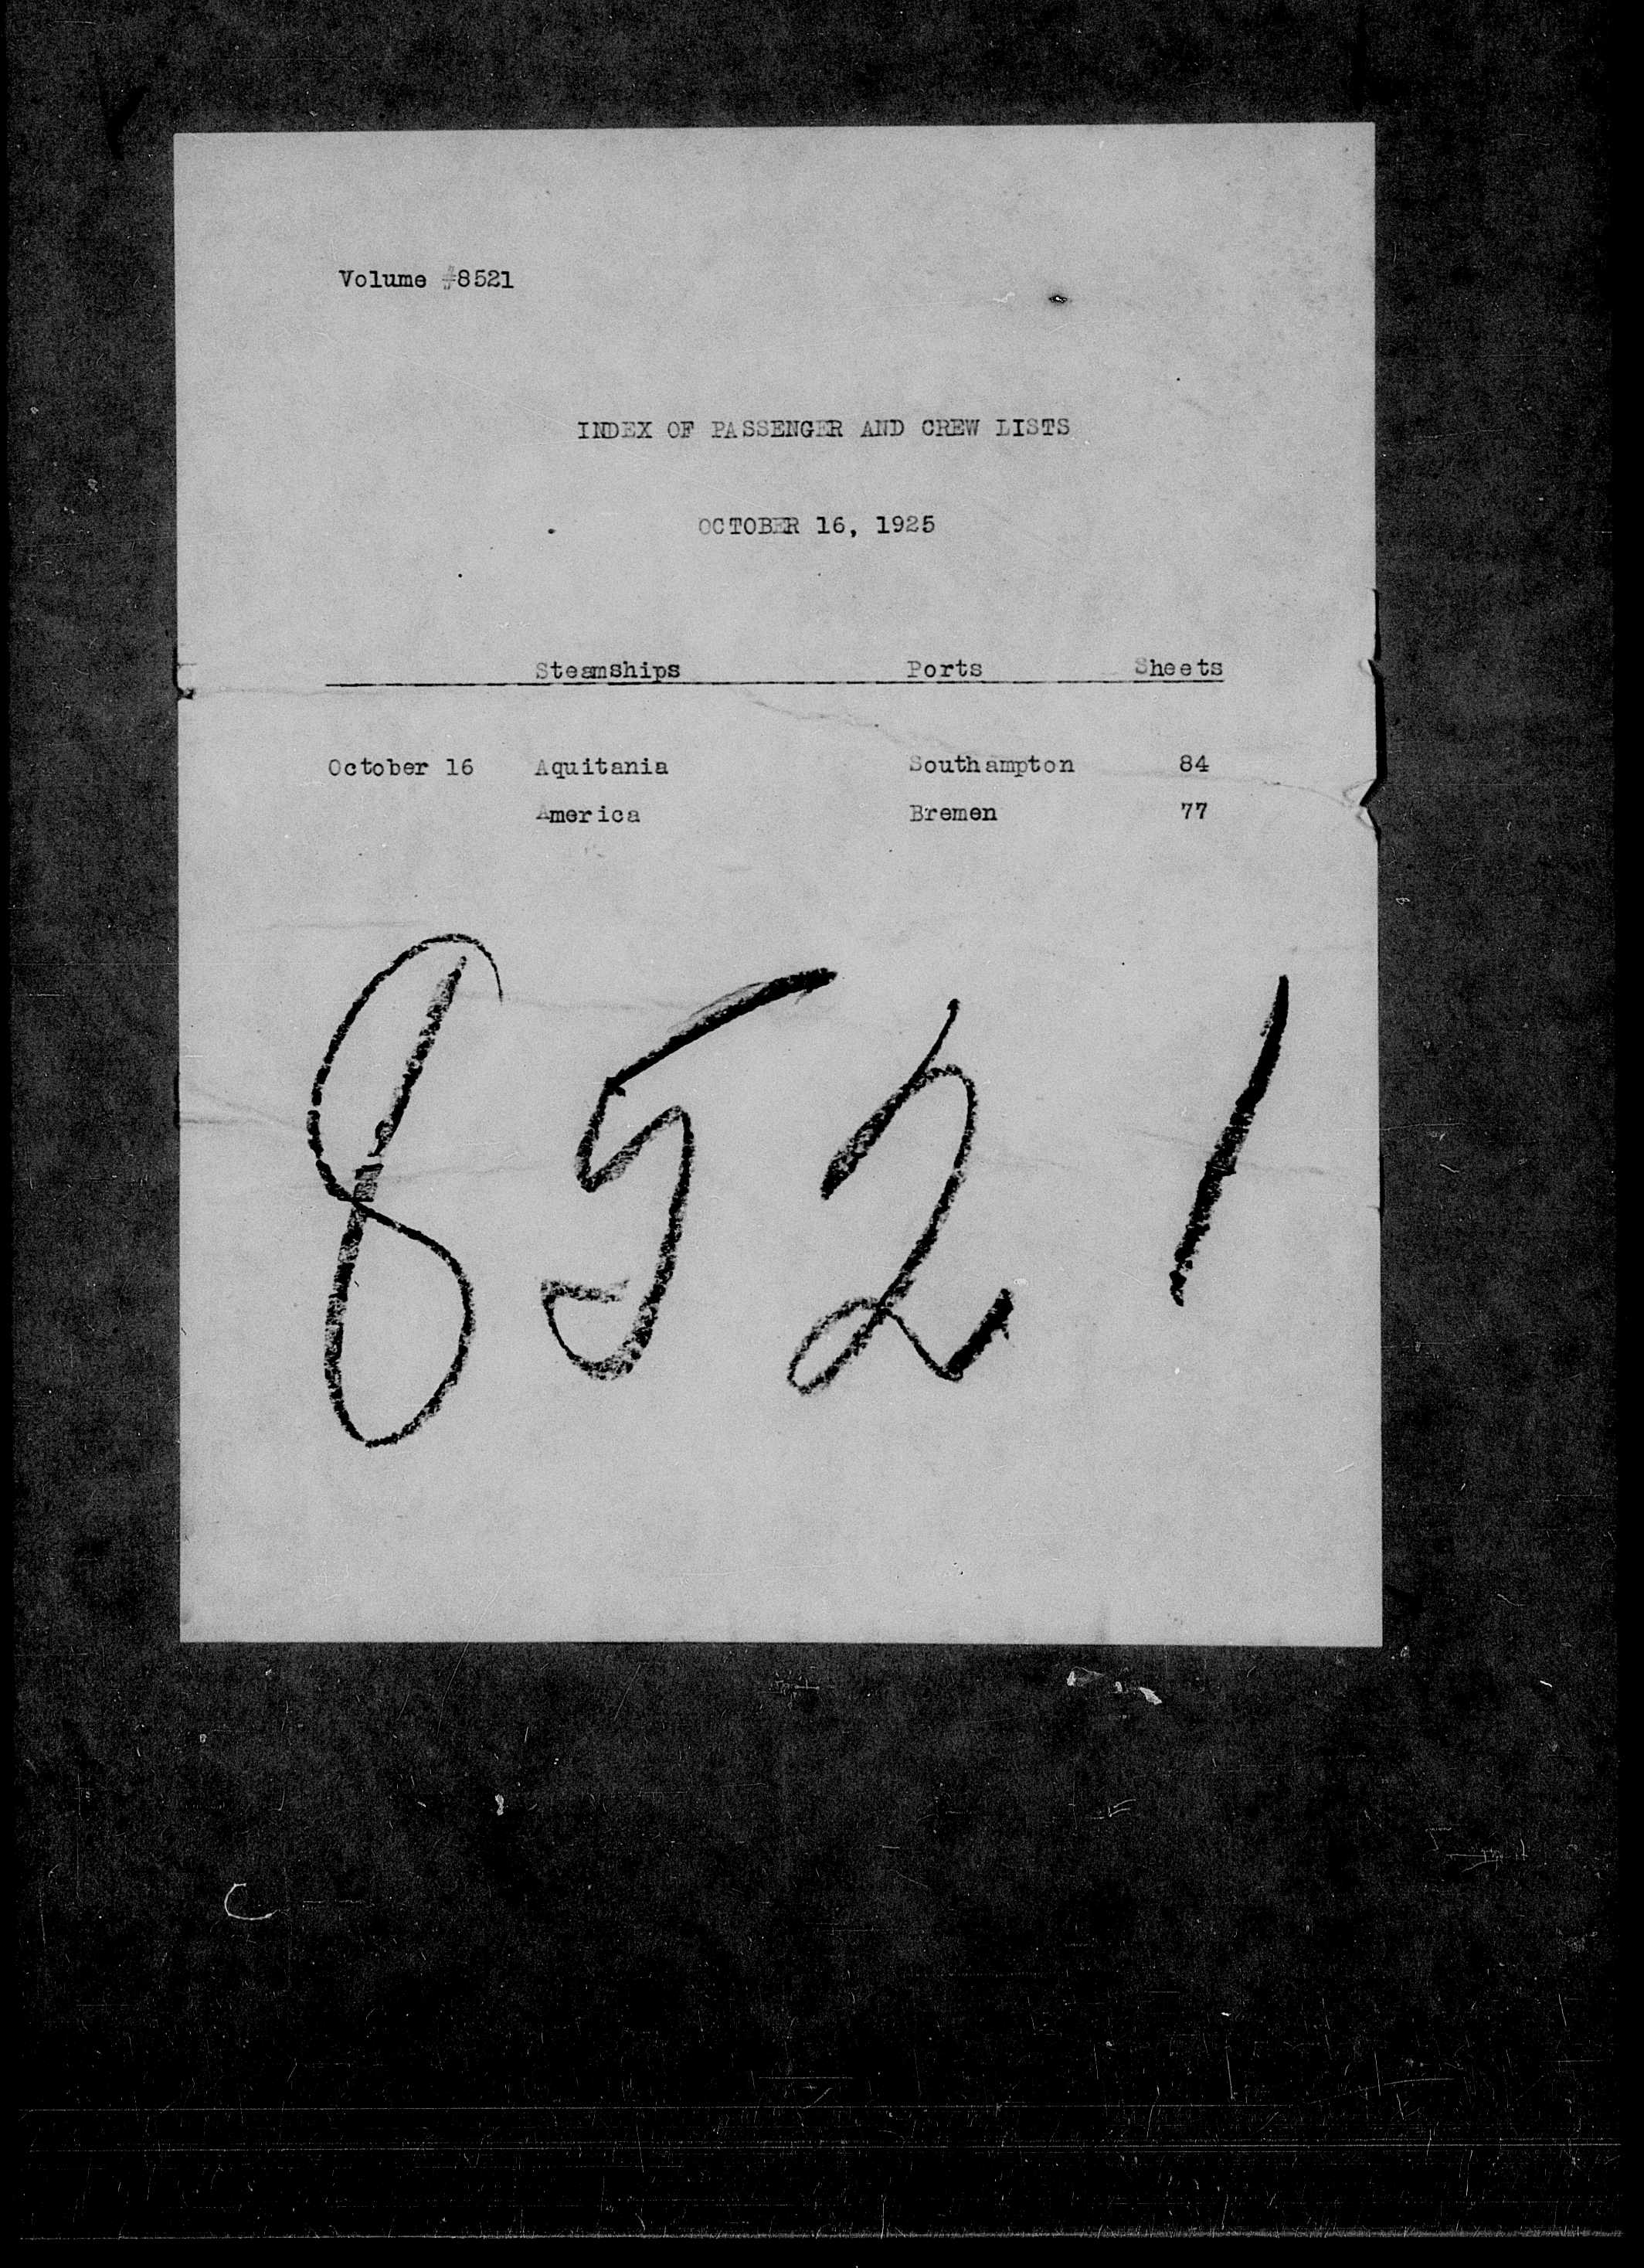 Volume #8521
INDEX OF PASSENGER AND CREW LISTS
OCTOBER 16, 1925
Steamships Ports Sheets
October 16 Aquitania Southampton 84
America Bremen 77
8521